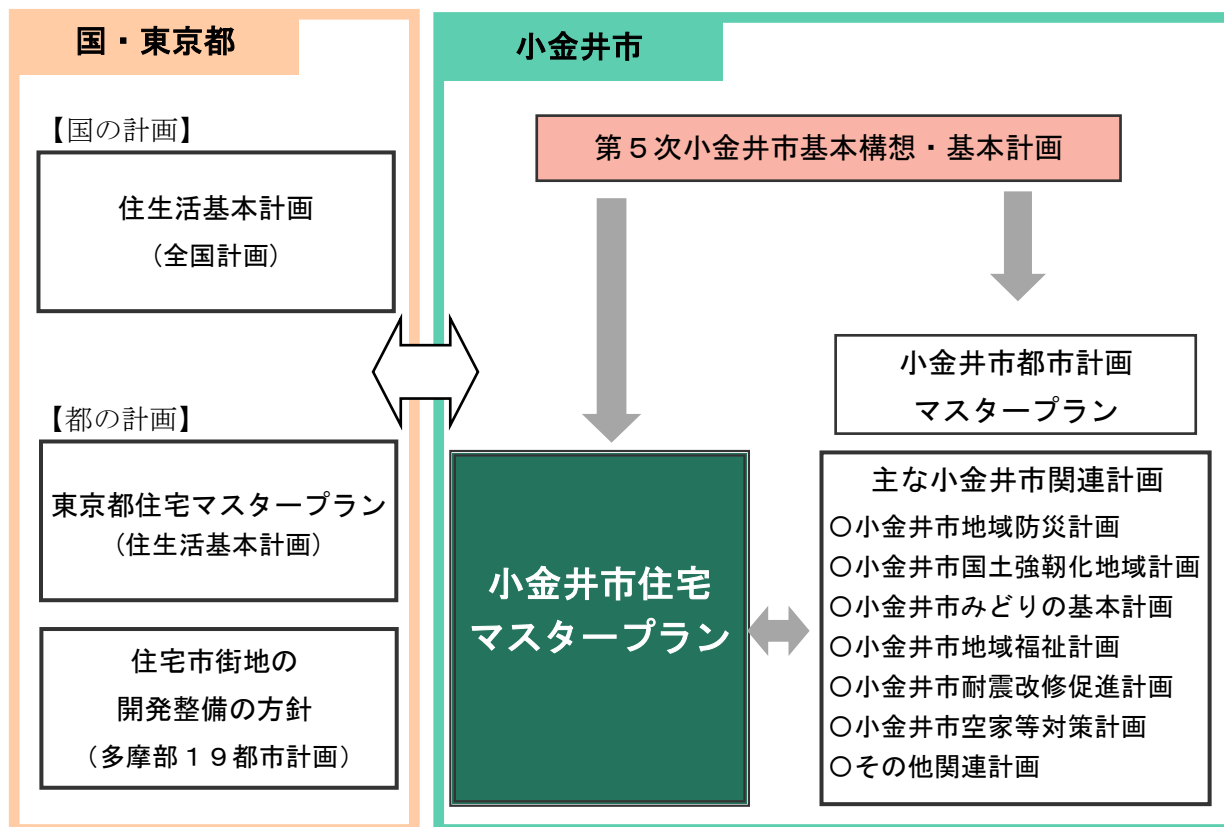 国・東京都
【国の計画】
住生活基本計画
（全国計画）
【都の計画】
東京都住宅マスタープラン
（住生活基本計画）
住宅市街地の
開発整備の方針
（多摩部１９都市計画）
小金井市
第５次小金井市基本構想・基本計画
小金井市都市計画
マスタープラン
小金井市住宅
マスタープラン
主な小金井市関連計画
○小金井市地域防災計画
○小金井市国土強靭化地域計画
○小金井市みどりの基本計画
○小金井市地域福祉計画
○小金井市耐震改修促進計画
○小金井市空家等対策計画
○その他関連計画